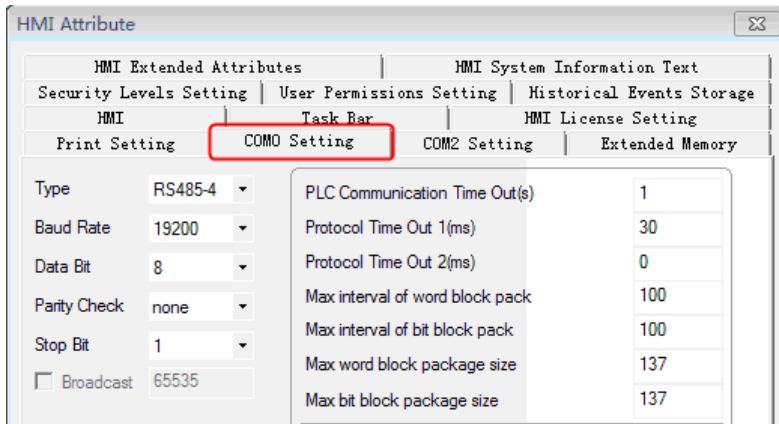 HMI Attribute
HMI Extended Attributes
HMI System Information Text
Security Levels Setting
User Permissions Setting
Historical Events Storage
HMI
Task Bar
HMI License Setting
Print Setting
COM0 Setting
COM2 Setting
Extended Memory
Type RS485-4
Baud Rate 19200
Data Bit 8
Parity Check none
Stop Bit 1
Broadcast 65535
PLC Communication Time Out(s) 1
Protocol Time Out 1(ms) 30
Protocol Time Out 2(ms) 0
Max interval of word block pack 100
Max interval of bit block pack 100
Max word block package size 137
Max bit block package size 137